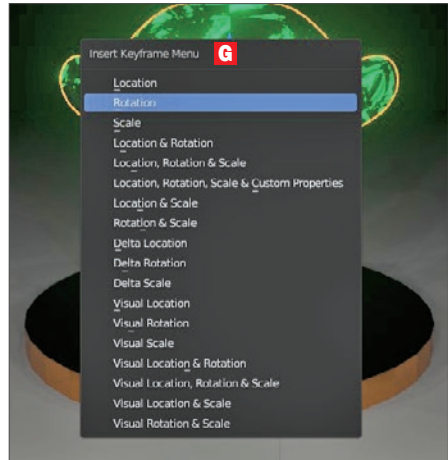 Insert Keyframe Menu G
Location
Rotation
Scale
Location & Rotation
Location, Rotation & Scale
Location, Rotation, Scale & Custom Properties
Location & Scale
Rotation & Scale
Delta Location
Delta Rotation
Delta Scale
Visual Location
Visual Rotation
Visual Scale
Visual Location & Rotation
Visual Location, Rotation & Scale
Visual Location & Scale
Visual Rotation & Scale